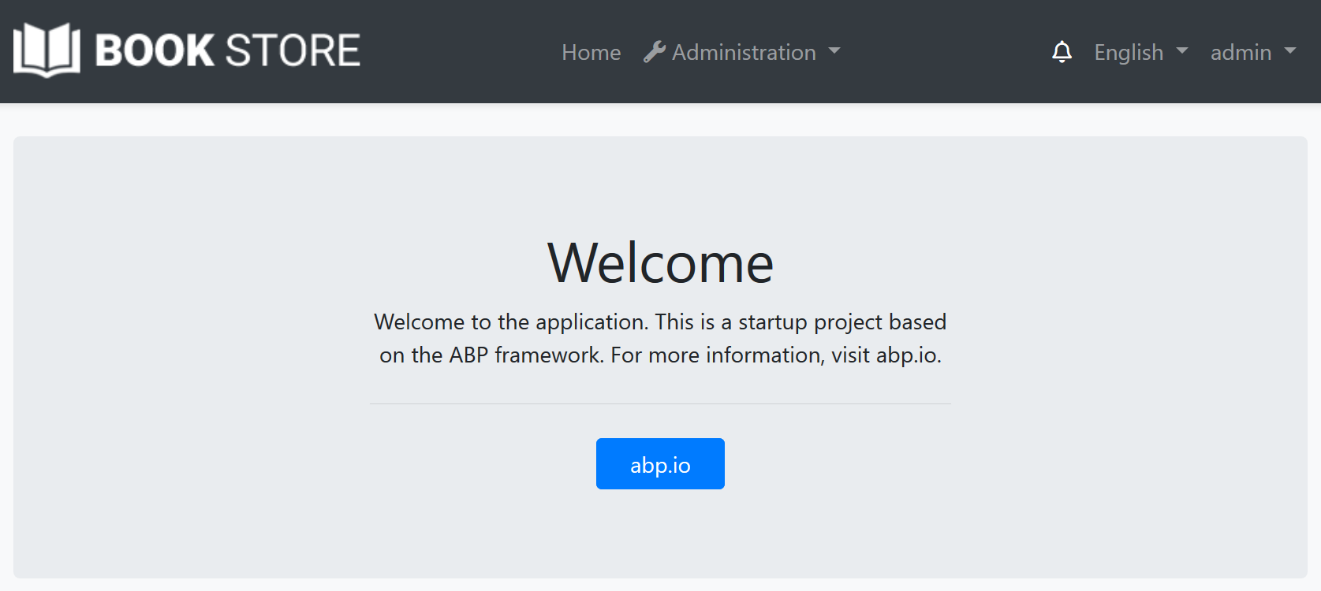 BOOK STORE
Home Administration
English admin
Welcome
Welcome to the application. This is a startup project based
on the ABP framework. For more information, visit abp.io.
abp.io